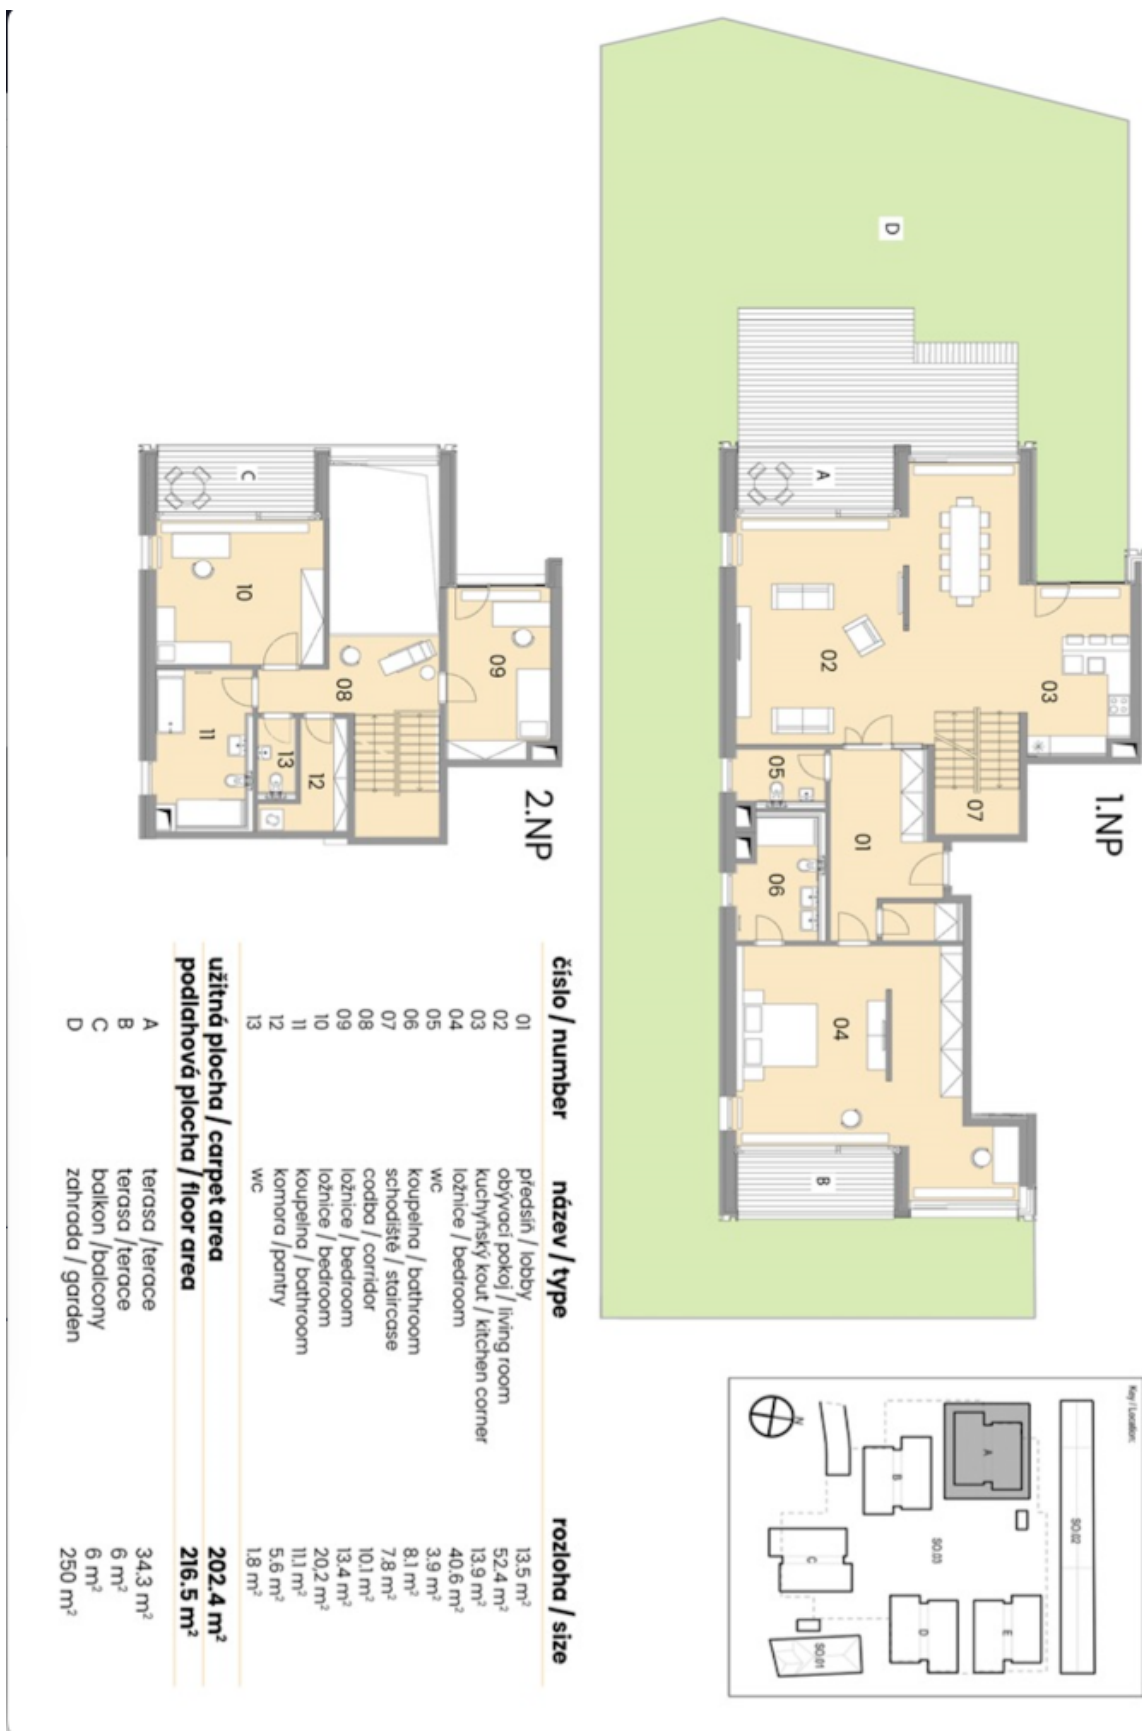 1.NP
D
A
02
03
07
05
01
06
04
B
2.NP
C
10
09
08
11
13
12
Key / Location:
N
A
B
C
D
E
SO.01
SO.02
SO.03
číslo / number název / type rozloha / size
01 předsíň / lobby 13.5 m²
02 obývací pokoj / living room 52.4 m²
03 kuchyňský kout / kitchen corner 13.9 m²
04 ložnice / bedroom 40.6 m²
05 wc 3.9 m²
06 koupelna / bathroom 8.1 m²
07 schodiště / staircase 7.8 m²
08 codba / corridor 10.1 m²
09 ložnice / bedroom 13.4 m²
10 ložnice / bedroom 20,2 m²
11 koupelna / bathroom 11.1 m²
12 komora /pantry 5.6 m²
13 wc 1.8 m²
užitná plocha / carpet area 202.4 m²
podlahová plocha / floor area 216.5 m²
A terasa /terace 34.3 m²
B terasa /terace 6 m²
C balkon /balcony 6 m²
D zahrada / garden 250 m²